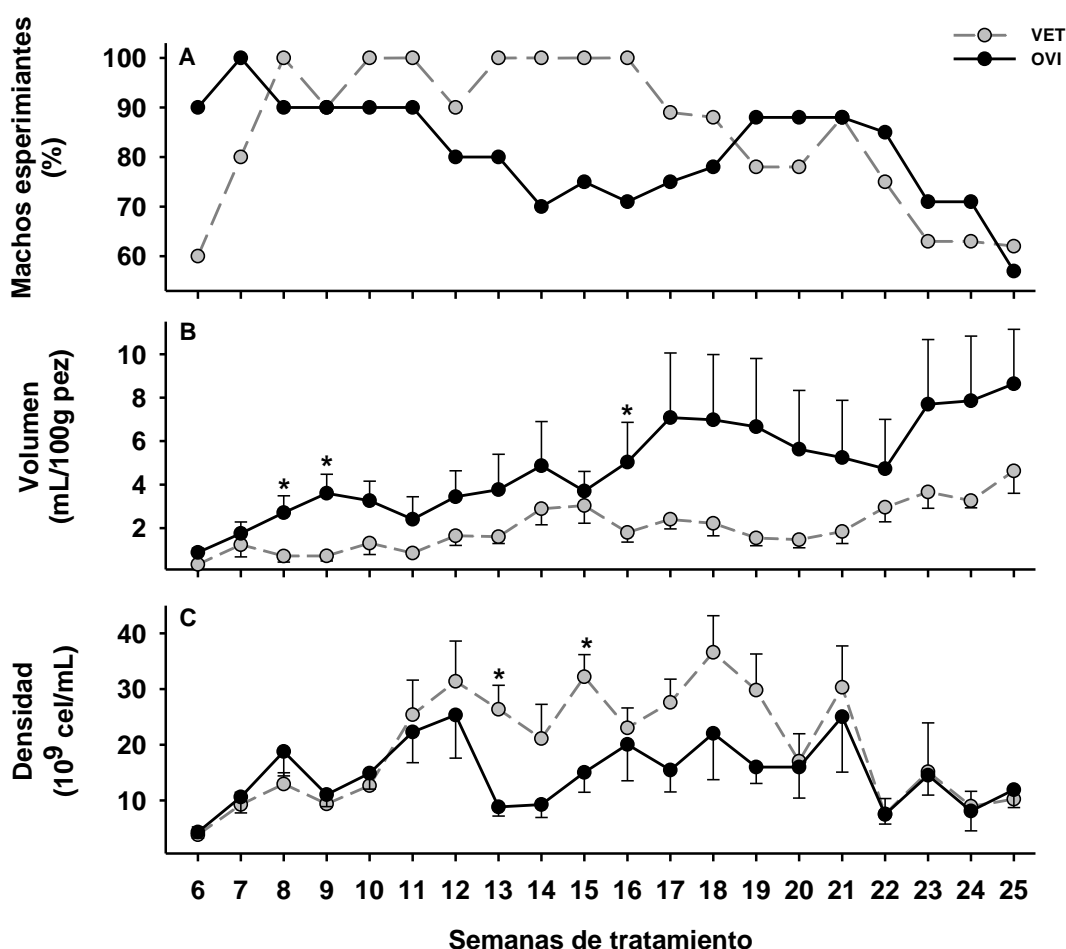 VET
OVI
A
Machos esperimiantes
(%)
100
90
80
70
60
B
Volumen
(mL/100g pez)
10
8
6
4
2
*
*
*
C
Densidad
(10⁹ cel/mL)
40
30
20
10
*
*
6 7 8 9 10 11 12 13 14 15 16 17 18 19 20 21 22 23 24 25
Semanas de tratamiento